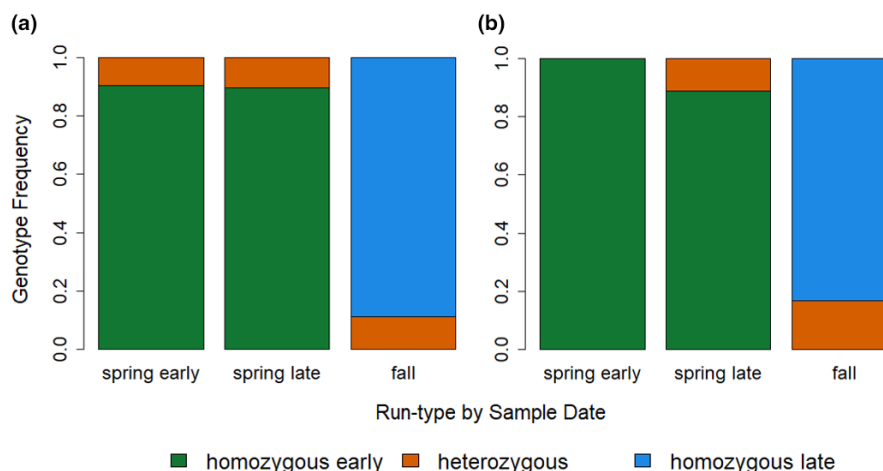 (a)
(b)
Genotype Frequency
1.0
0.8
0.6
0.4
0.2
0.0
spring early spring late fall
1.0
0.8
0.6
0.4
0.2
0.0
spring early spring late fall
Run-type by Sample Date
homozygous early heterozygous homozygous late